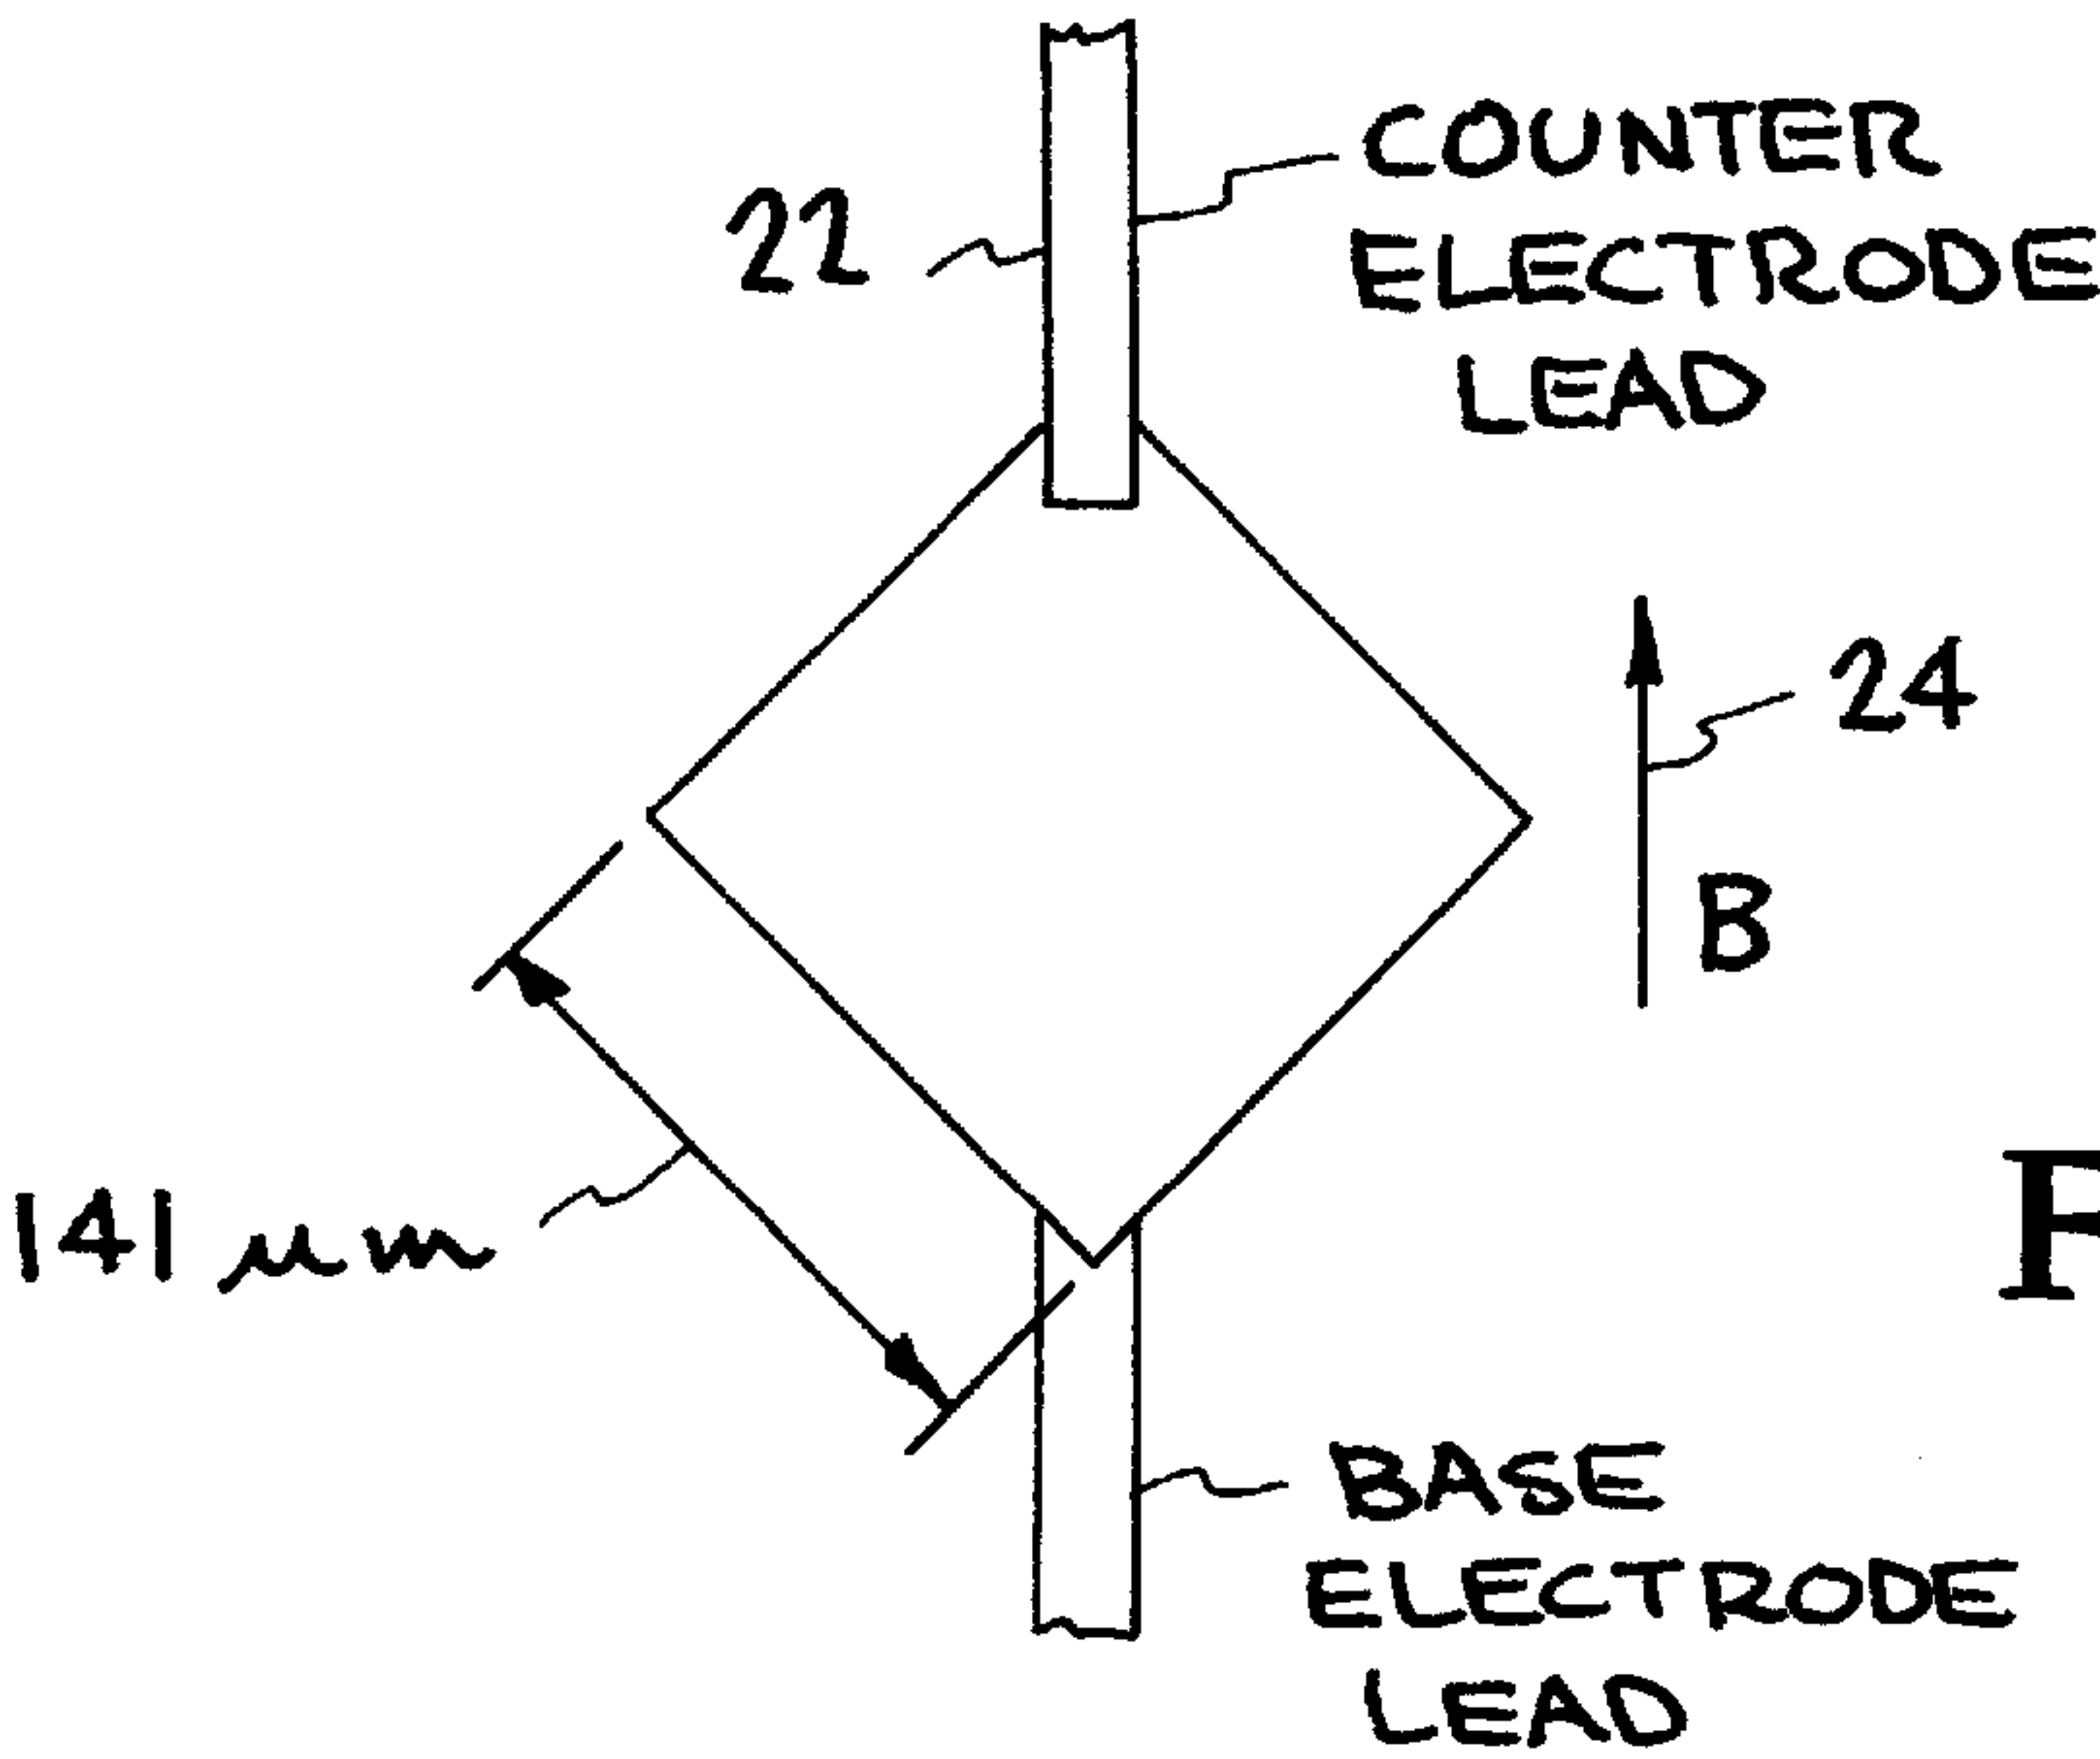 COUNTER
22
ELECTRODE
LEAD
24
B
141 μm
F
BASE
ELECTRODE
LEAD